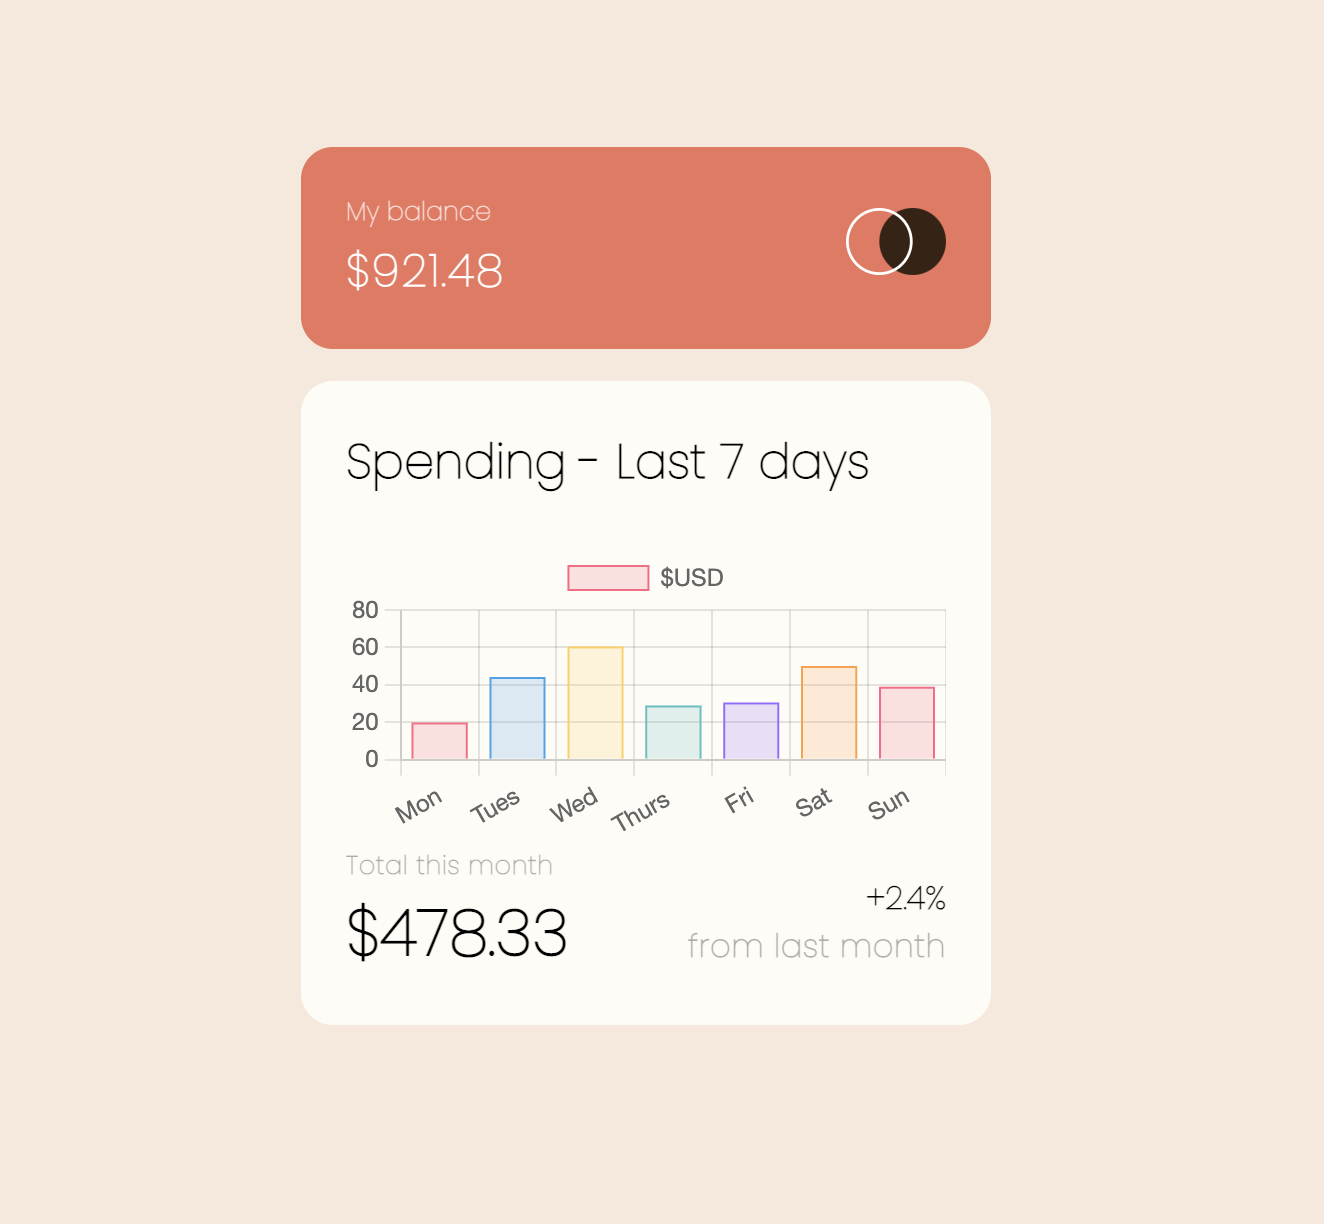 My balance
$921.48
Spending - Last 7 days
$USD
80
60
40
20
0
Mon Tues Wed Thurs Fri Sat Sun
Total this month
$478.33
+2.4%
from last month